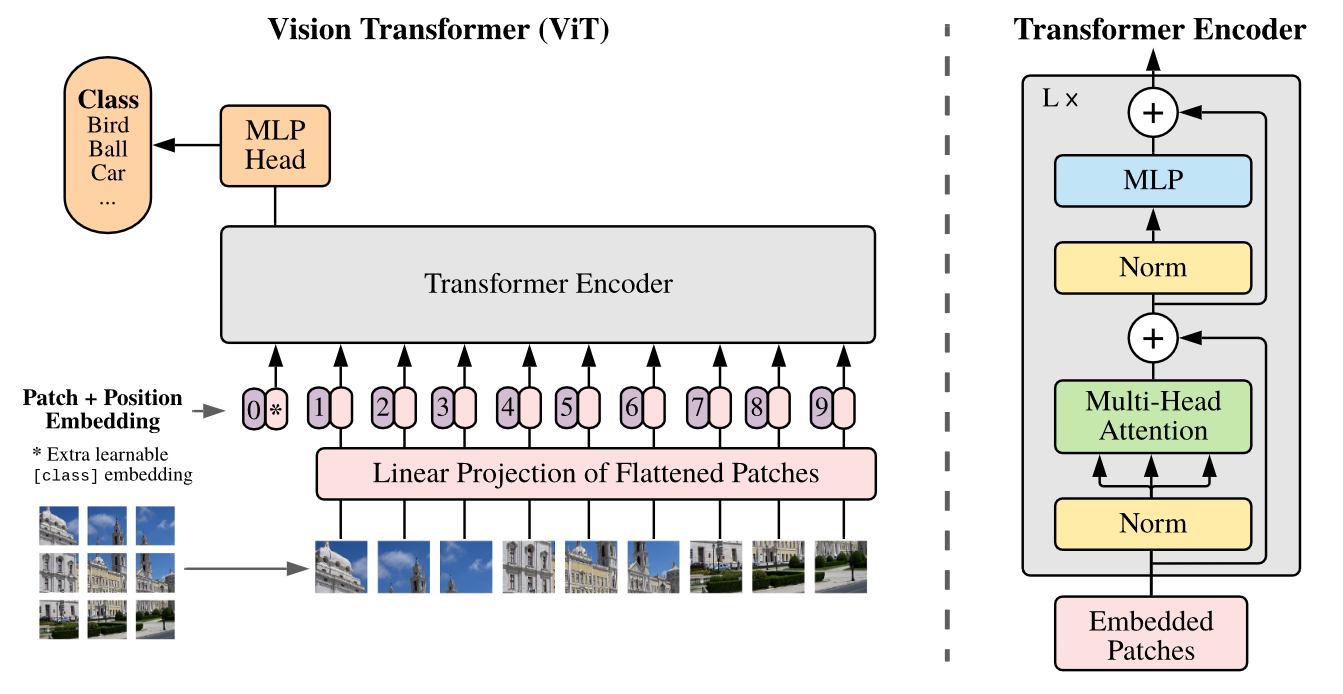 Vision Transformer (ViT)
Class
Bird
Ball
Car
...
MLP
Head
Transformer Encoder
Patch + Position
Embedding
0 * 1 2 3 4 5 6 7 8 9
* Extra learnable
[class] embedding
Linear Projection of Flattened Patches
Transformer Encoder
L ×
+
MLP
Norm
+
Multi-Head
Attention
Norm
Embedded
Patches